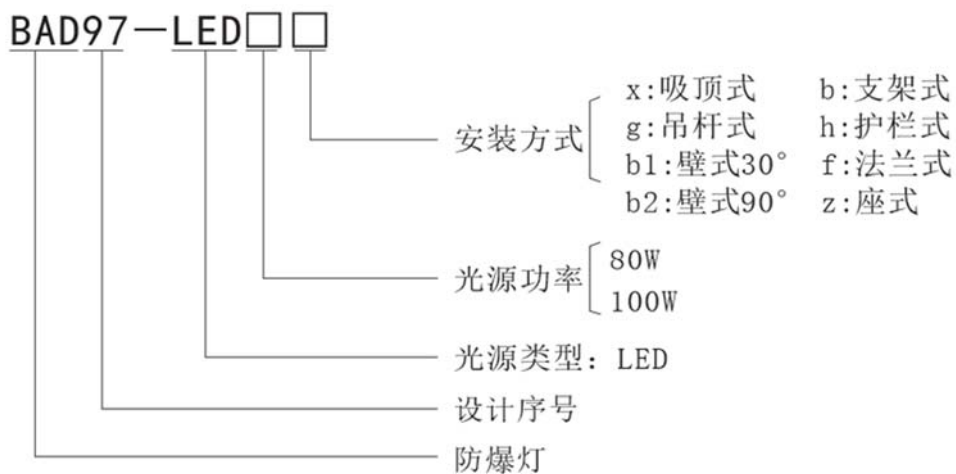 BAD97-LED□□
x:吸顶式 b:支架式
g:吊杆式 h:护栏式
安装方式
b1:壁式30° f:法兰式
b2:壁式90° z:座式
80W
光源功率
100W
光源类型: LED
设计序号
防爆灯